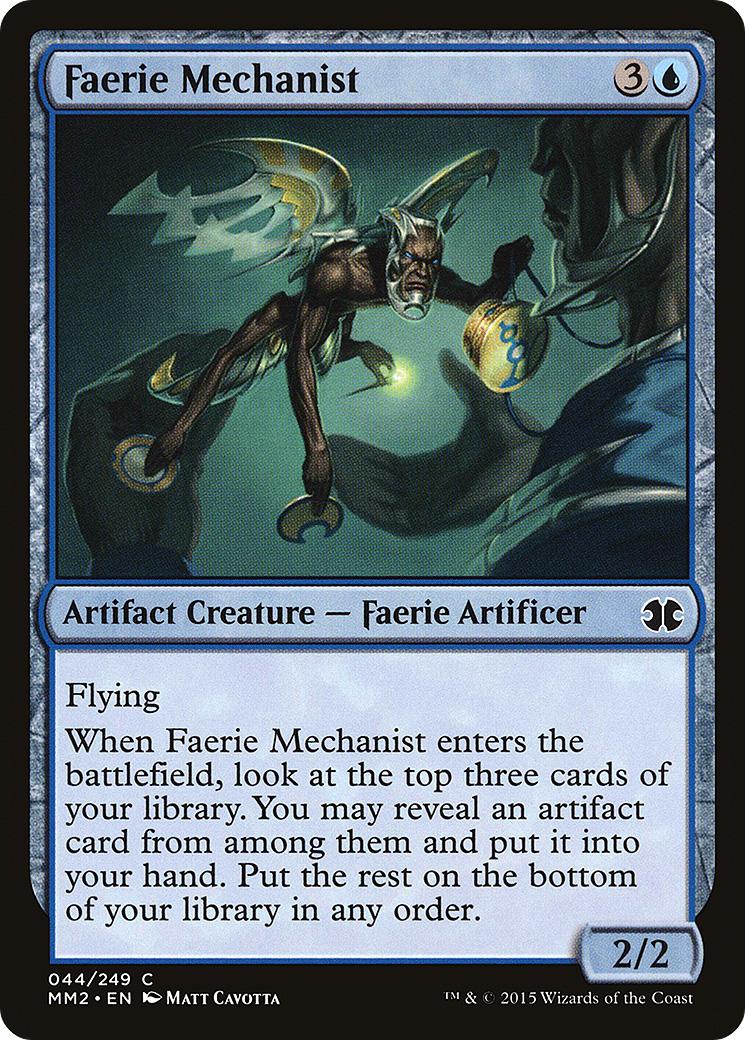 Faerie Mechanist 3
Artifact Creature — Faerie Artificer
Flying
When Faerie Mechanist enters the
battlefield, look at the top three cards of
your library. You may reveal an artifact
card from among them and put it into
your hand. Put the rest on the bottom
of your library in any order.
2/2
044/249 C
MM2 • EN Matt Cavotta
™ & © 2015 Wizards of the Coast